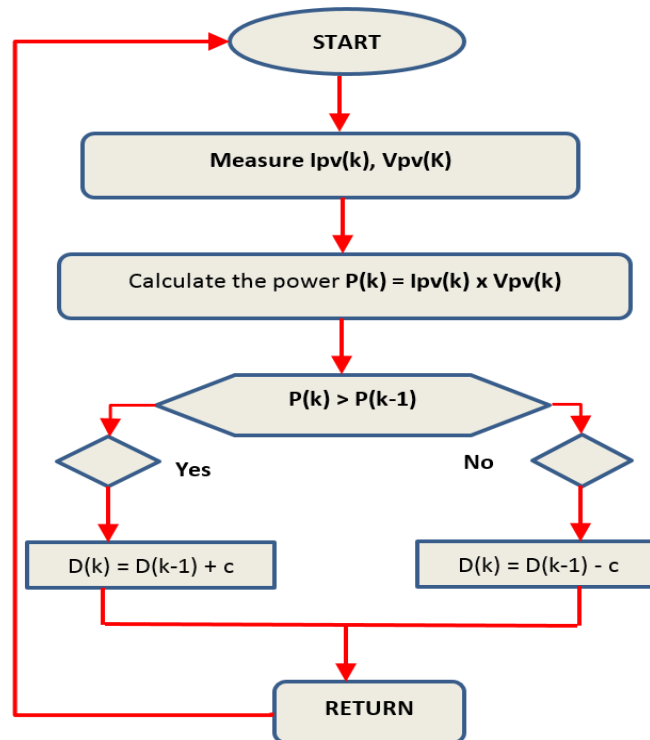 START
Measure Ipv(k), Vpv(K)
Calculate the power P(k) = Ipv(k) x Vpv(k)
P(k) > P(k-1)
Yes
No
D(k) = D(k-1) + c
D(k) = D(k-1) - c
RETURN